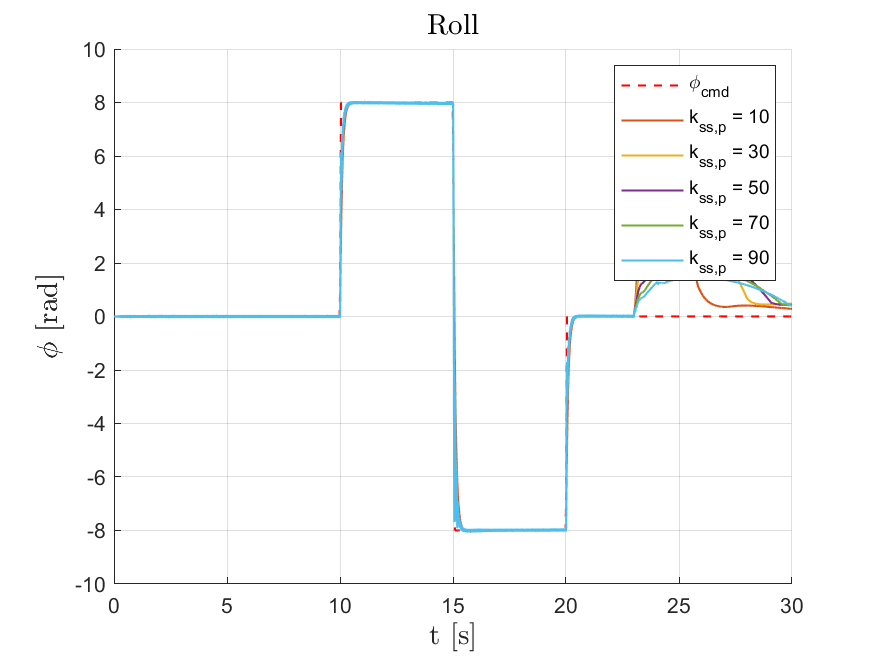 Roll
10
8
6
4
2
0
-2
-4
-6
-8
-10
ϕ [rad]
0 5 10 15 20 25 30
t [s]
ϕcmd
kss,p = 10
kss,p = 30
kss,p = 50
kss,p = 70
kss,p = 90